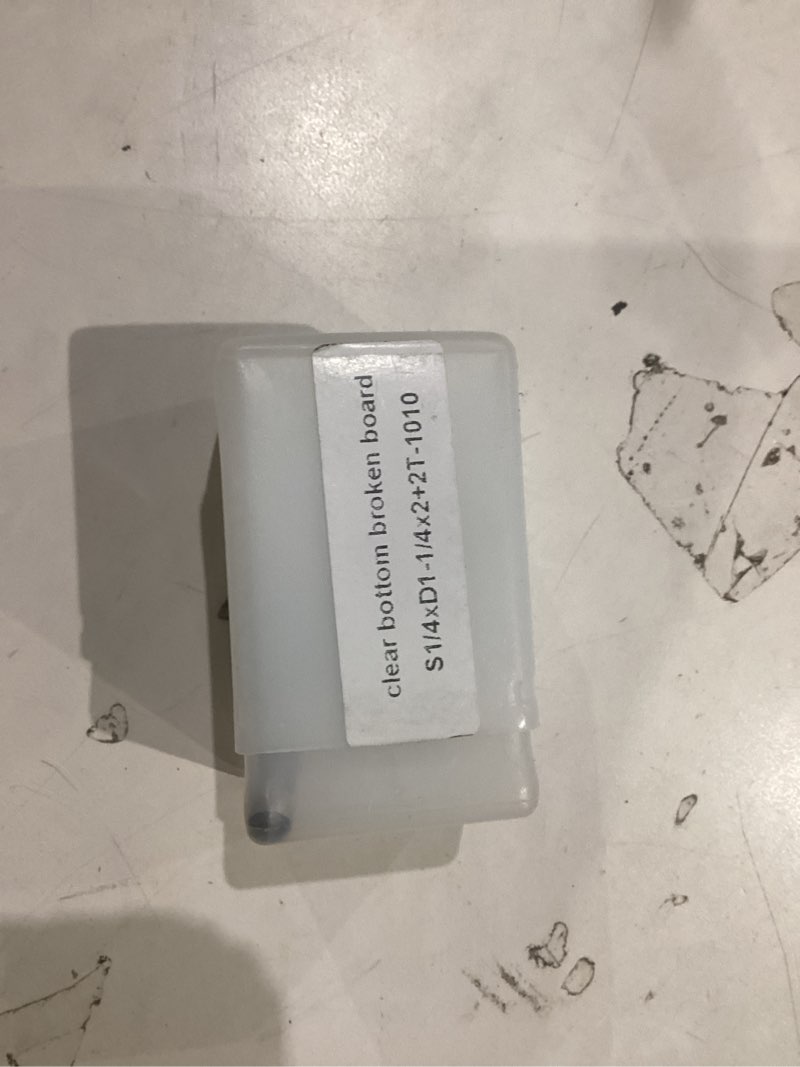 clear bottom broken board
S1/4xD1-1/4x2+2T-1010